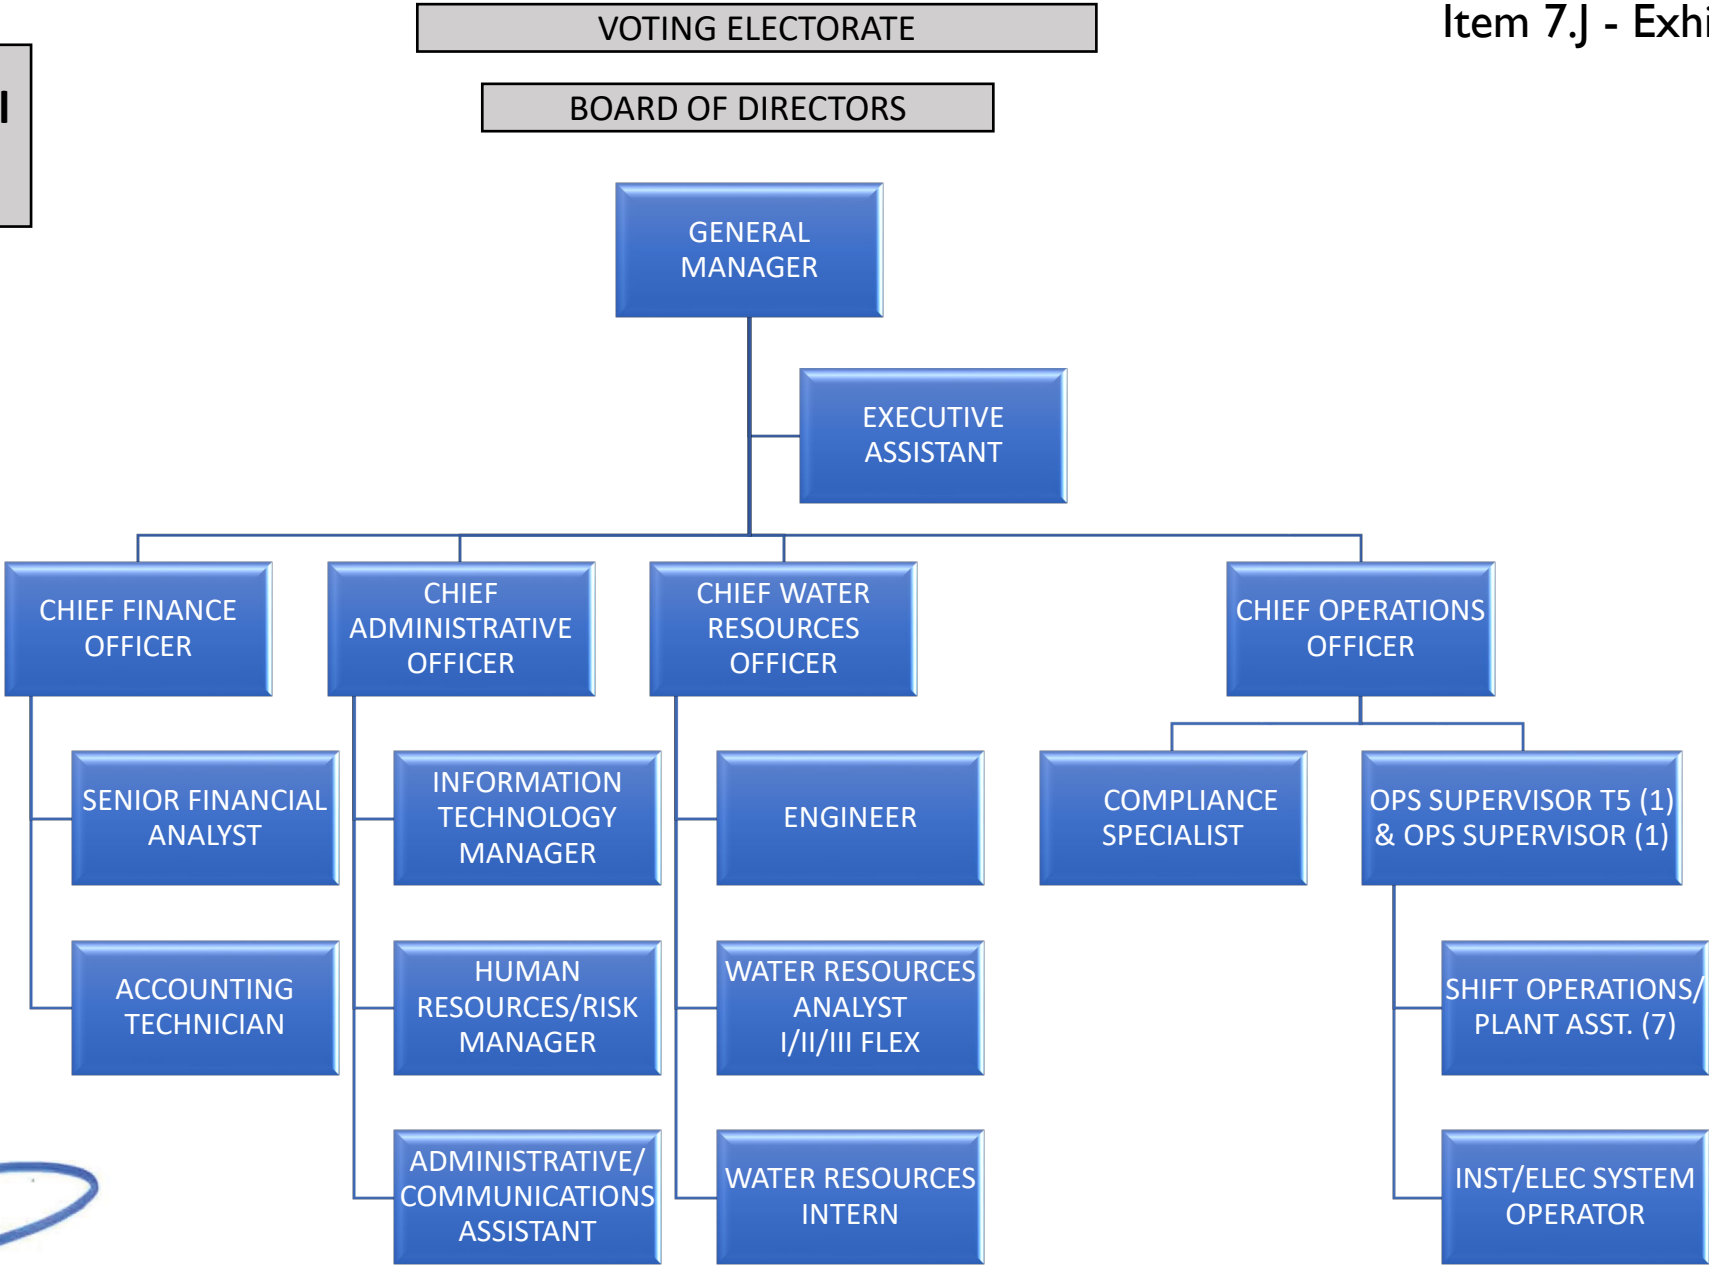 VOTING ELECTORATE
Item 7.J - Exhi
BOARD OF DIRECTORS
GENERAL
MANAGER
EXECUTIVE
ASSISTANT
CHIEF FINANCE
OFFICER
CHIEF
ADMINISTRATIVE
OFFICER
CHIEF WATER
RESOURCES
OFFICER
CHIEF OPERATIONS
OFFICER
SENIOR FINANCIAL
ANALYST
INFORMATION
TECHNOLOGY
MANAGER
ENGINEER
COMPLIANCE
SPECIALIST
OPS SUPERVISOR T5 (1)
& OPS SUPERVISOR (1)
ACCOUNTING
TECHNICIAN
HUMAN
RESOURCES/RISK
MANAGER
WATER RESOURCES
ANALYST
I/II/III FLEX
SHIFT OPERATIONS/
PLANT ASST. (7)
ADMINISTRATIVE/
COMMUNICATIONS
ASSISTANT
WATER RESOURCES
INTERN
INST/ELEC SYSTEM
OPERATOR